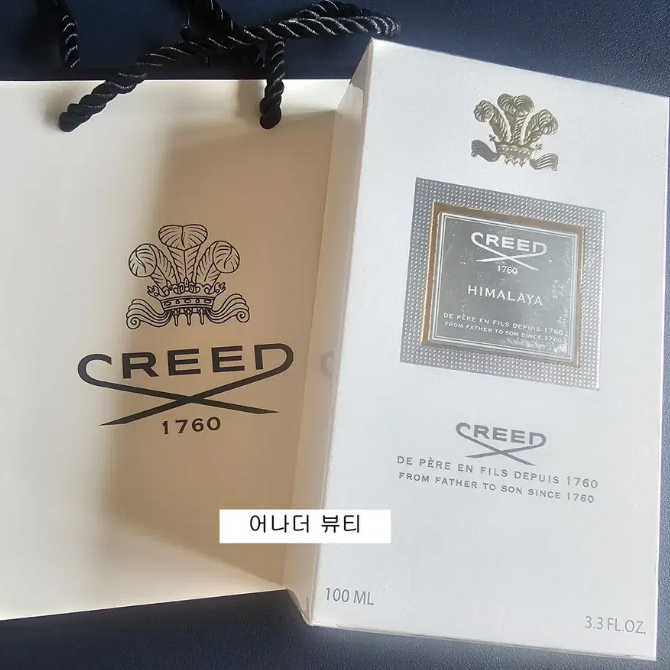 CREED
1760
CREED
1760
HIMALAYA
DE PÈRE EN FILS DEPUIS 1760
FROM FATHER TO SON SINCE 1760
CREED
DE PÈRE EN FILS DEPUIS 1760
FROM FATHER TO SON SINCE 1760
어나더 뷰티
100 ML
3.3 FL.OZ.